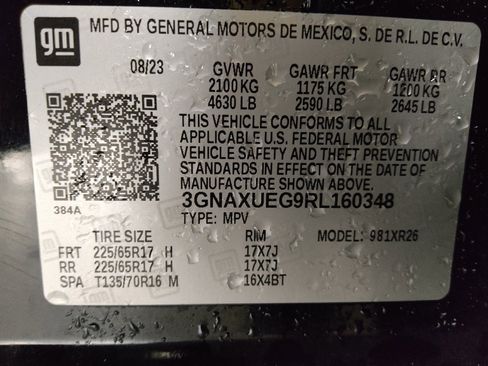 gm MFD BY GENERAL MOTORS DE MEXICO, S. DE R.L. DE C.V.
08/23 GVWR GAWR FRT GAWR RR
2100 KG 1175 KG 1200 KG
4630 LB 2590 LB 2645 LB
THIS VEHICLE CONFORMS TO ALL
APPLICABLE U.S. FEDERAL MOTOR
VEHICLE SAFETY AND THEFT PREVENTION
STANDARDS IN EFFECT ON THE DATE OF
MANUFACTURE SHOWN ABOVE.
384A 3GNAXUEG9RL160348
TYPE: MPV
TIRE SIZE RIM MODEL: 981XR26
FRT 225/65R17 H 17X7J
RR 225/65R17 H 17X7J
SPA T135/70R16 M 16X4BT